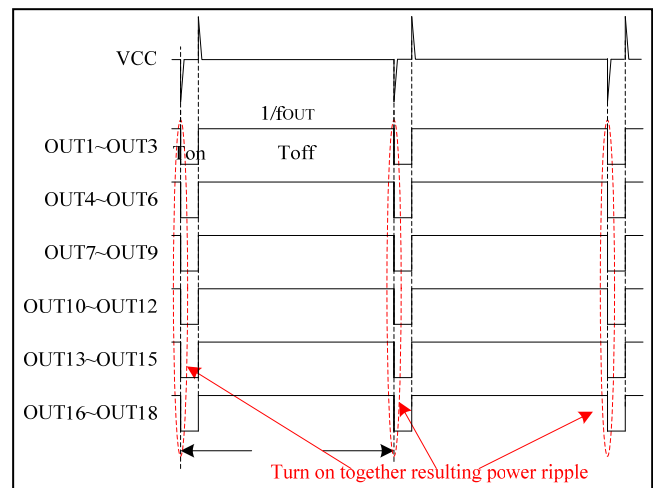 VCC
1/fOUT
OUT1~OUT3
Ton
Toff
OUT4~OUT6
OUT7~OUT9
OUT10~OUT12
OUT13~OUT15
OUT16~OUT18
Turn on together resulting power ripple